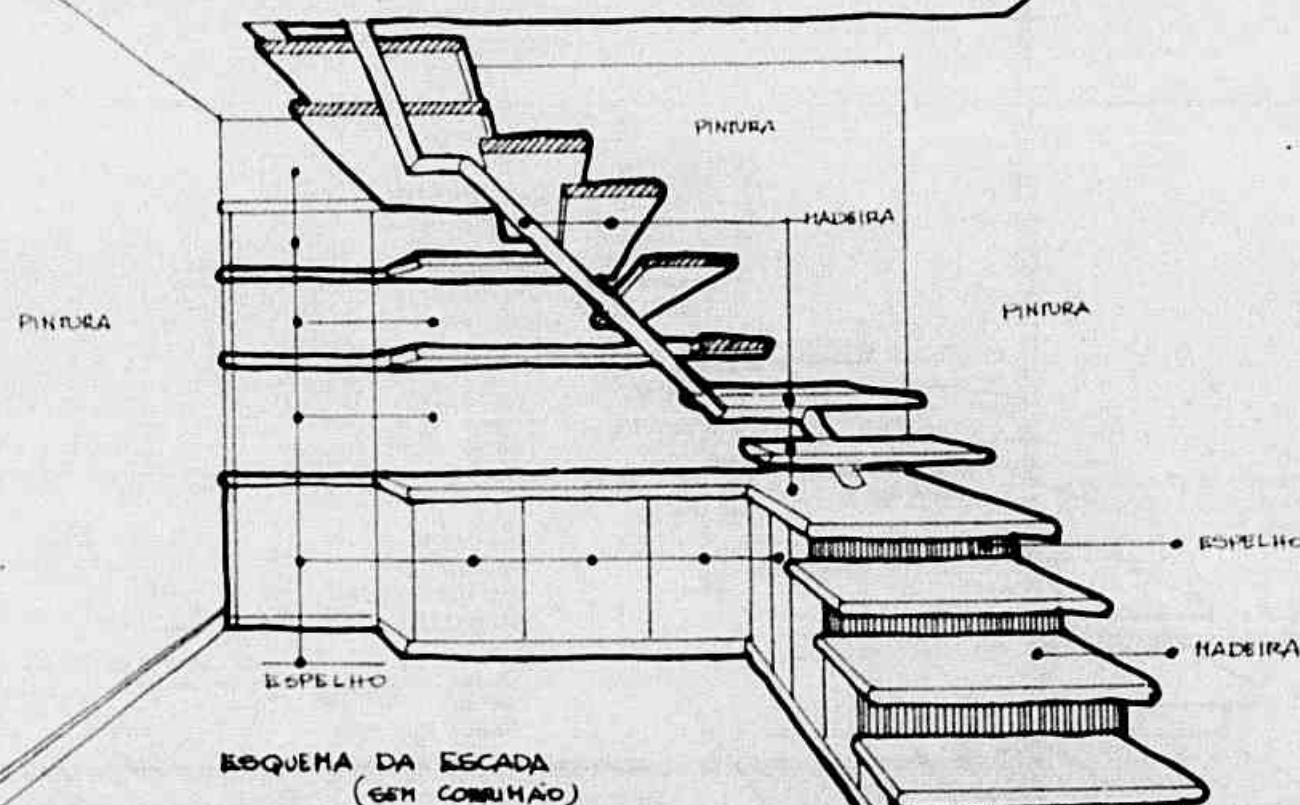 PINTURA
MADEIRA
PINTURA
PINTURA
ESPELHO
MADEIRA
ESPELHO
ESQUEMA DA ESCADA
(SEM CORRIMÃO)